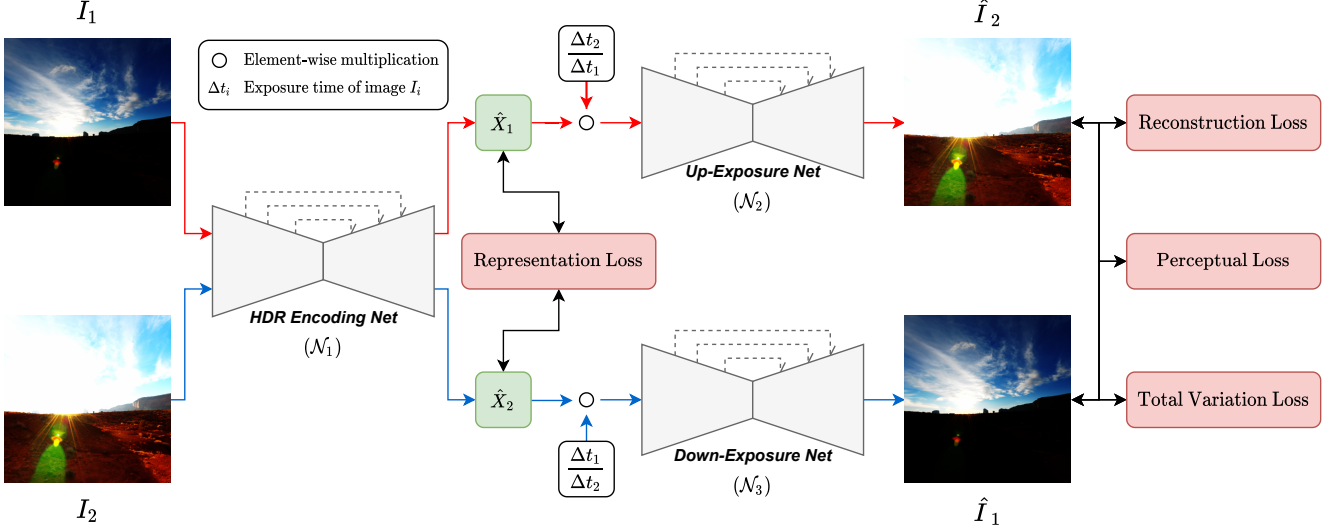 I₁
Element-wise multiplication
Δtᵢ Exposure time of image Iᵢ
Δt₂
Δt₁
X̂₁
Up-Exposure Net
(𝒩₂)
Î₂
Reconstruction Loss
HDR Encoding Net
(𝒩₁)
Representation Loss
Perceptual Loss
X̂₂
Δt₁
Δt₂
Down-Exposure Net
(𝒩₃)
Total Variation Loss
I₂
Î₁